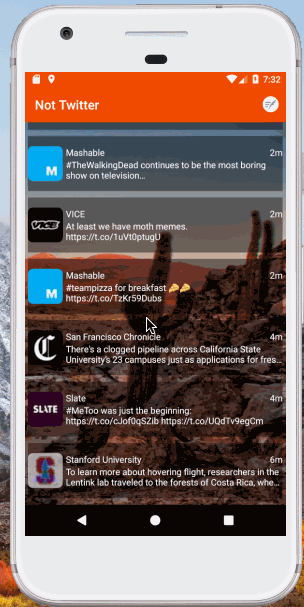 7:32
Not Twitter
Mashable 2m
#TheWalkingDead continues to be the most boring
show on television...
M
VICE 2m
At least we have moth memes.
https://t.co/1uVt0ptugU
VICE
Mashable 2m
#teampizza for breakfast 🍕🍕
https://t.co/TzKr59Dubs
M
San Francisco Chronicle 4m
There's a clogged pipeline across California State
University's 23 campuses just as applications for fres...
C
Slate 4m
#MeToo was just the beginning:
https://t.co/cJof0qSZib https://t.co/UQdTv9egCm
SLATE
Stanford University 6m
To learn more about hovering flight, researchers in the
Lentink lab traveled to the forests of Costa Rica, whe...
S